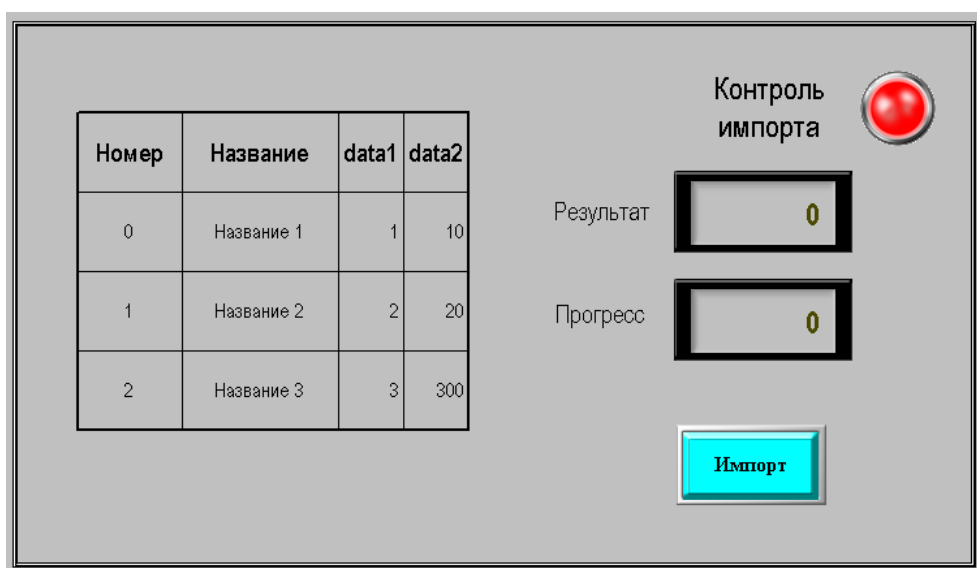 Контроль
импорта
Номер Название data1 data2
0 Название 1 1 10
1 Название 2 2 20
2 Название 3 3 300
Результат 0
Прогресс 0
Импорт